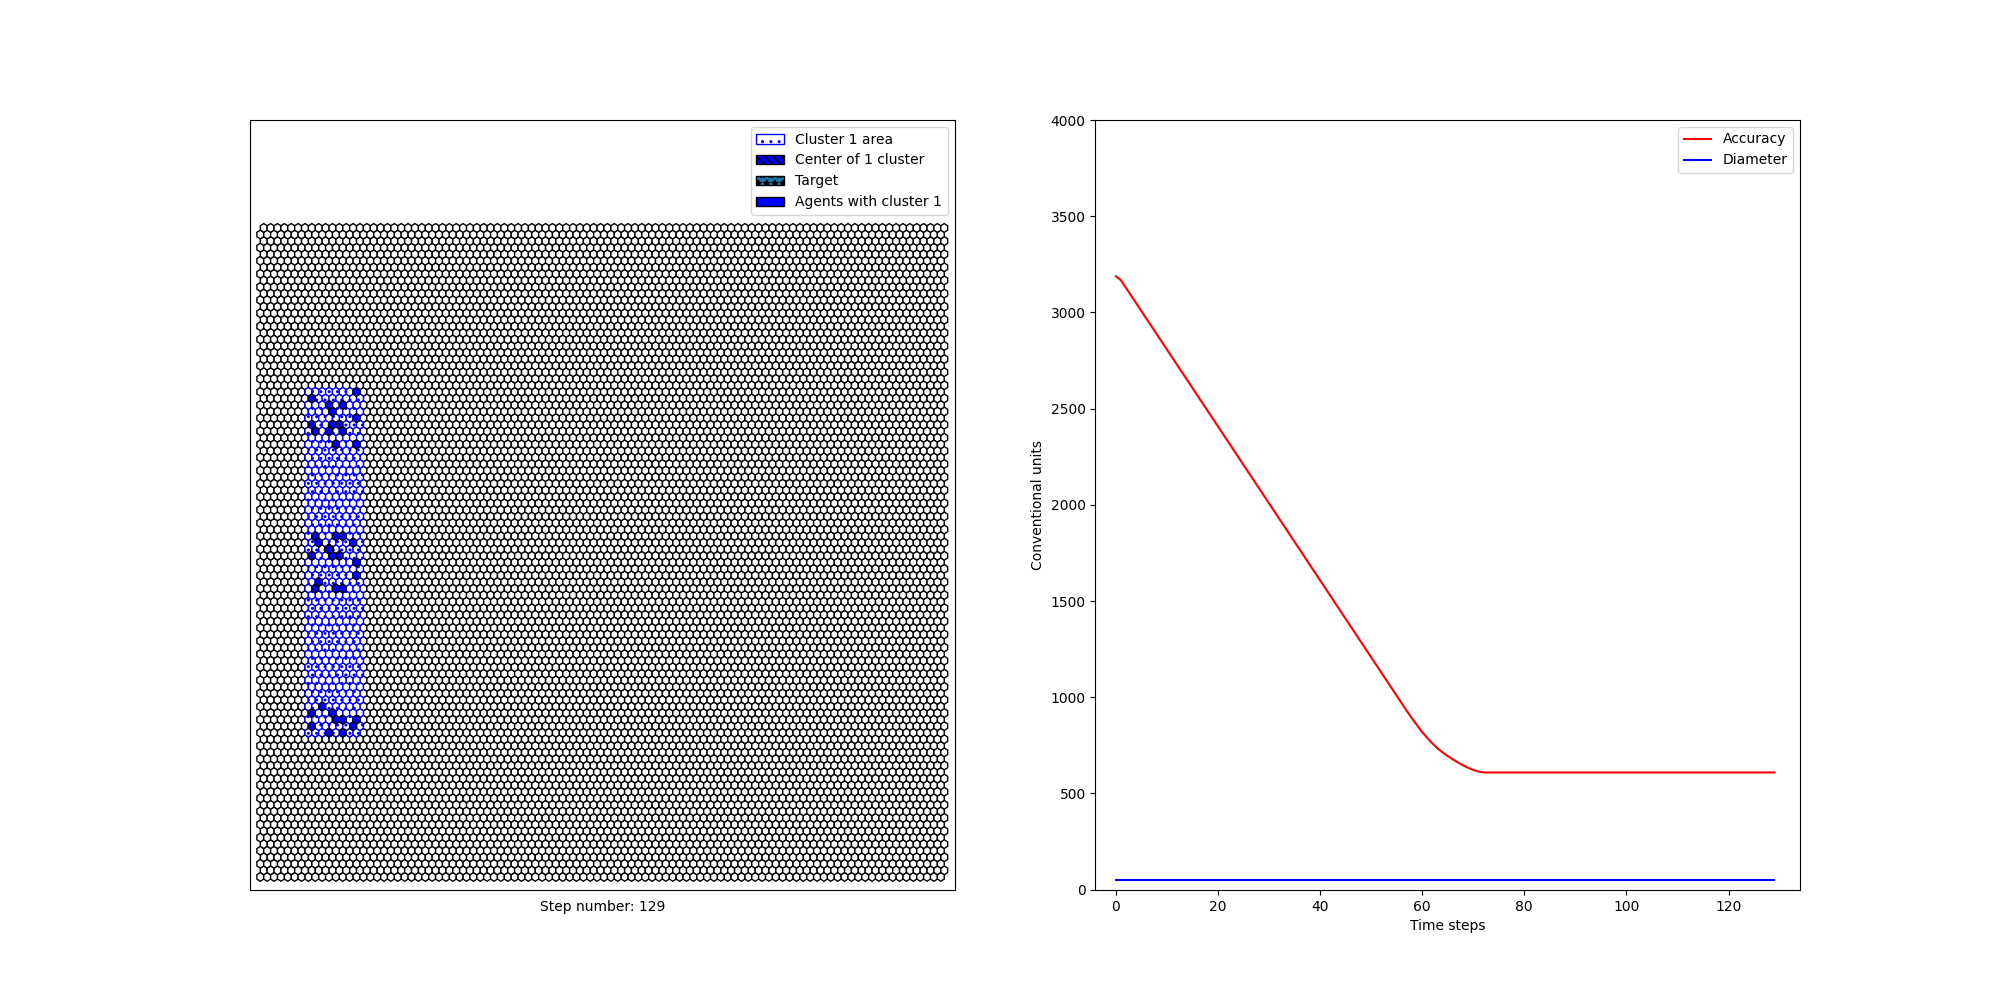 Cluster 1 area
Center of 1 cluster
Target
Agents with cluster 1
Step number: 129
Accuracy
Diameter
4000
3500
3000
2500
2000
1500
1000
500
0
Conventional units
0 20 40 60 80 100 120
Time steps